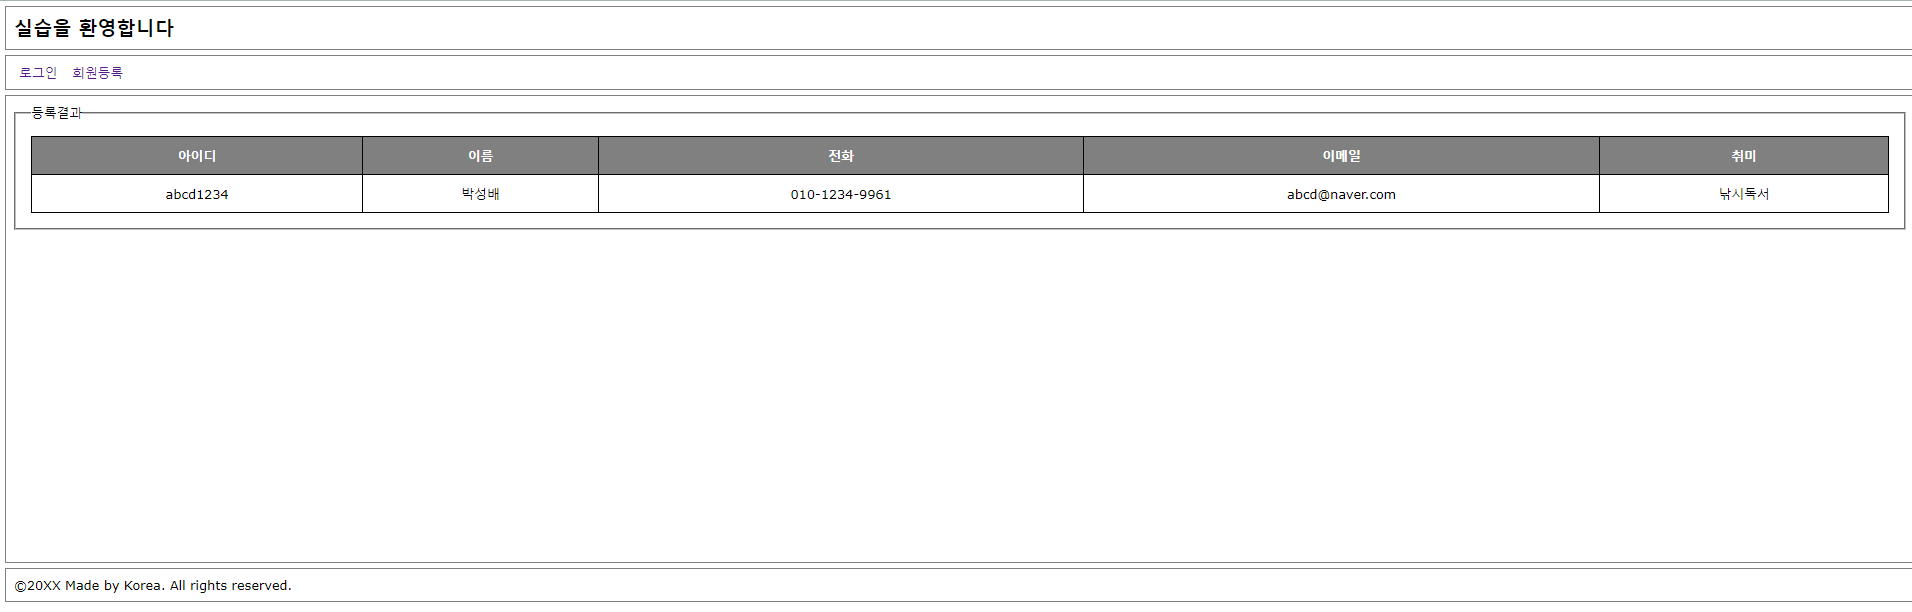 실습을 환영합니다
로그인 회원등록
등록결과
아이디 이름 전화 이메일 취미
abcd1234 박성배 010-1234-9961 abcd@naver.com 낚시독서
©20XX Made by Korea. All rights reserved.